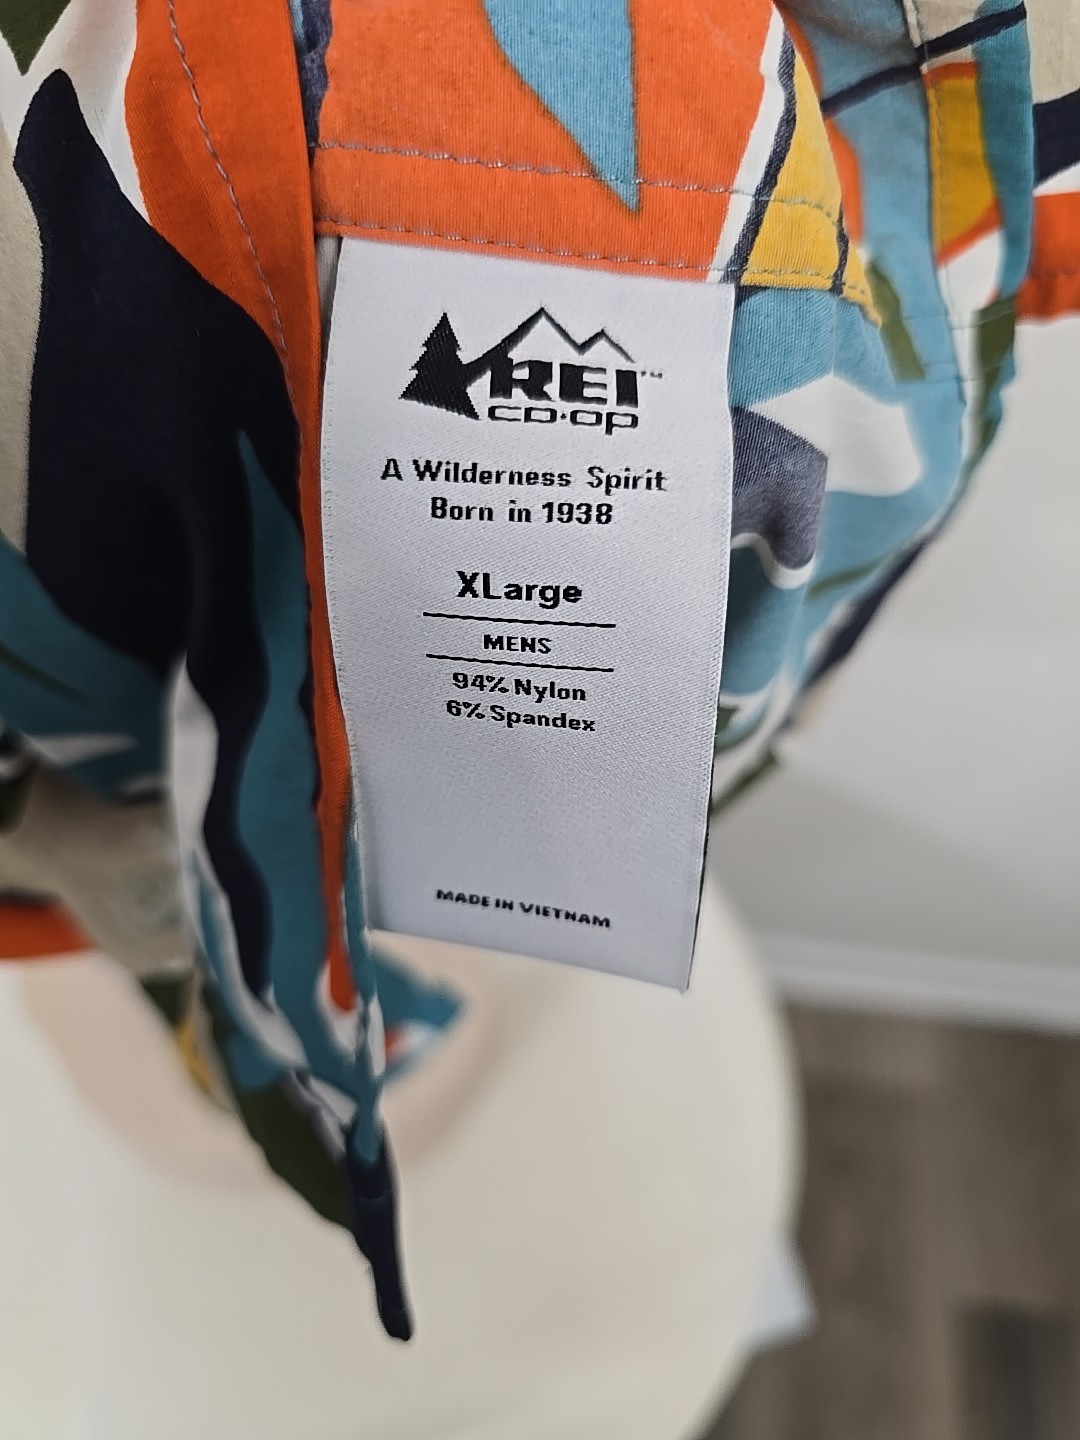 REI™
CO·OP
A Wilderness Spirit
Born in 1938
XLarge
MENS
94% Nylon
6% Spandex
MADE IN VIETNAM